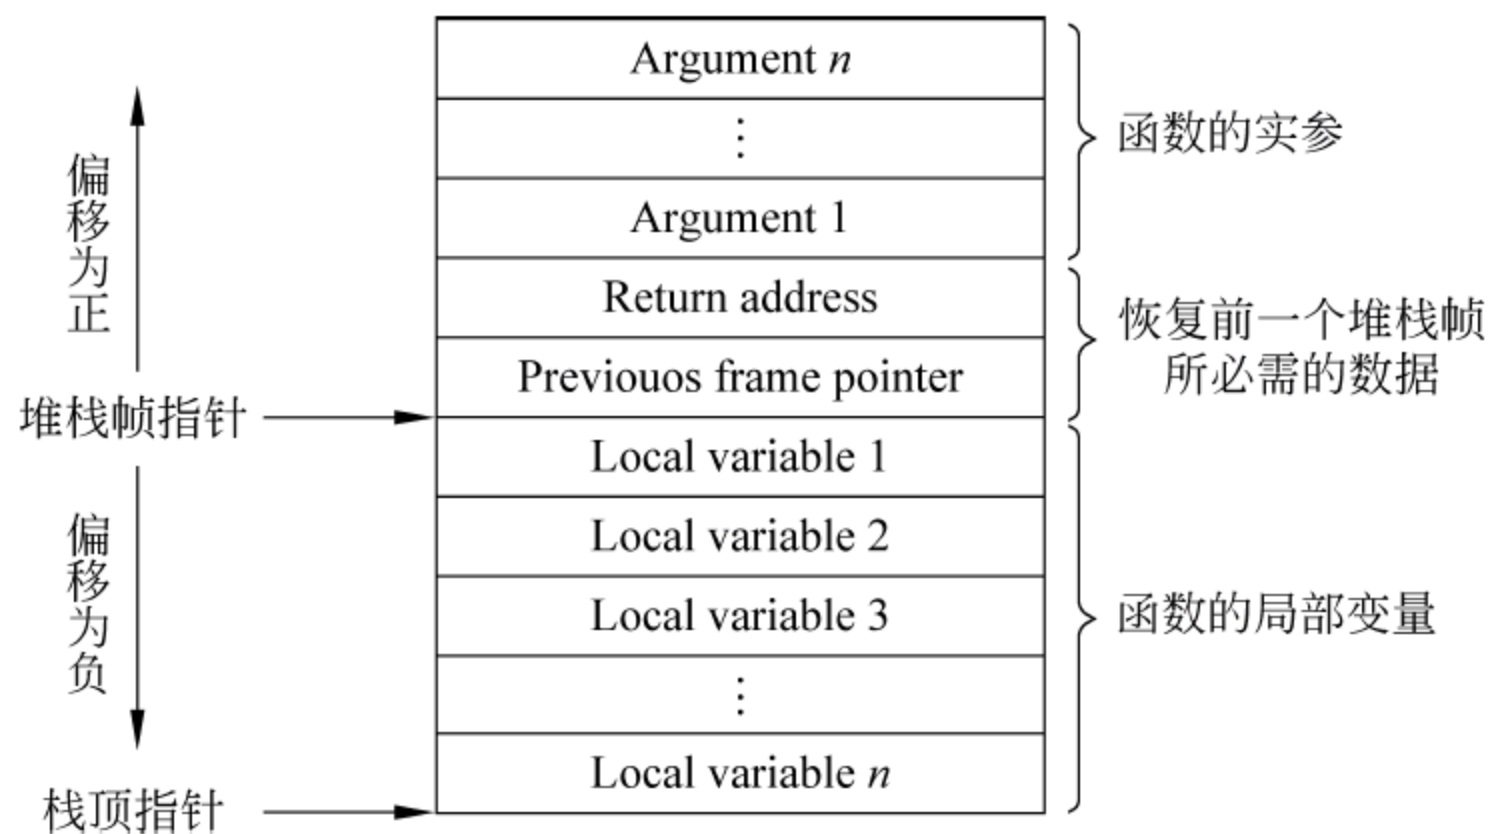 Argument n
⋮
Argument 1
Return address
Previouos frame pointer
Local variable 1
Local variable 2
Local variable 3
⋮
Local variable n
偏移为正
堆栈帧指针
偏移为负
栈顶指针
函数的实参
恢复前一个堆栈帧
所必需的数据
函数的局部变量